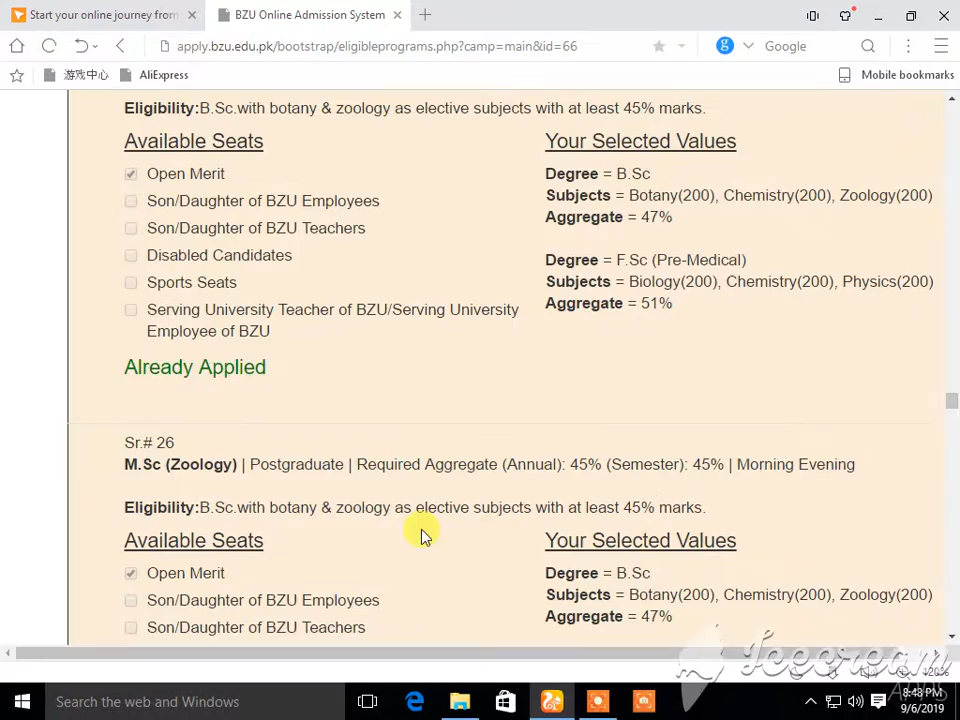 Start your online journey from
BZU Online Admission System
apply.bzu.edu.pk/bootstrap/eligibleprograms.php?camp=main&id=66
Google
游戏中心
AliExpress
Mobile bookmarks
Eligibility:B.Sc.with botany & zoology as elective subjects with at least 45% marks.
Available Seats
Open Merit
Son/Daughter of BZU Employees
Son/Daughter of BZU Teachers
Disabled Candidates
Sports Seats
Serving University Teacher of BZU/Serving University
Employee of BZU
Already Applied
Your Selected Values
Degree = B.Sc
Subjects = Botany(200), Chemistry(200), Zoology(200)
Aggregate = 47%
Degree = F.Sc (Pre-Medical)
Subjects = Biology(200), Chemistry(200), Physics(200)
Aggregate = 51%
Sr.# 26
M.Sc (Zoology) | Postgraduate | Required Aggregate (Annual): 45% (Semester): 45% | Morning Evening
Eligibility:B.Sc.with botany & zoology as elective subjects with at least 45% marks.
Available Seats
Open Merit
Son/Daughter of BZU Employees
Son/Daughter of BZU Teachers
Your Selected Values
Degree = B.Sc
Subjects = Botany(200), Chemistry(200), Zoology(200)
Aggregate = 47%
Icecream
Apps
120%
Search the web and Windows
8:43 PM
9/6/2019